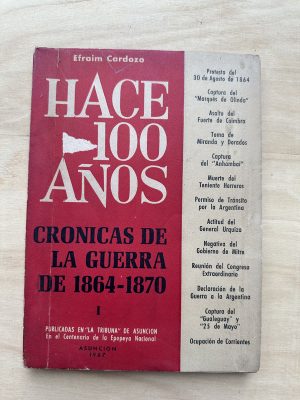 Efraim Cardozo
HACE
100
AÑOS
CRONICAS DE
LA GUERRA
DE 1864-1870
I
PUBLICADAS EN "LA TRIBUNA" DE ASUNCION
En el Centenario de la Epopeya Nacional
ASUNCION
1967
Protesta del
30 de Agosto de 1864
Captura del
"Marqués de Olinda"
Asalto del
Fuerte de Coimbra
Toma de
Miranda y Dorados
Captura
del "Anhambai"
Muerte del
Teniente Herreros
Permiso de Tránsito
por la Argentina
Actitud del
General Urquiza
Negativa del
Gobierno de Mitre
Reunión del Congreso
Extraordinario
Declaración de la
Guerra a la Argentina
Captura del
"Gualeguay" y
"25 de Mayo"
Ocupación de Corrientes